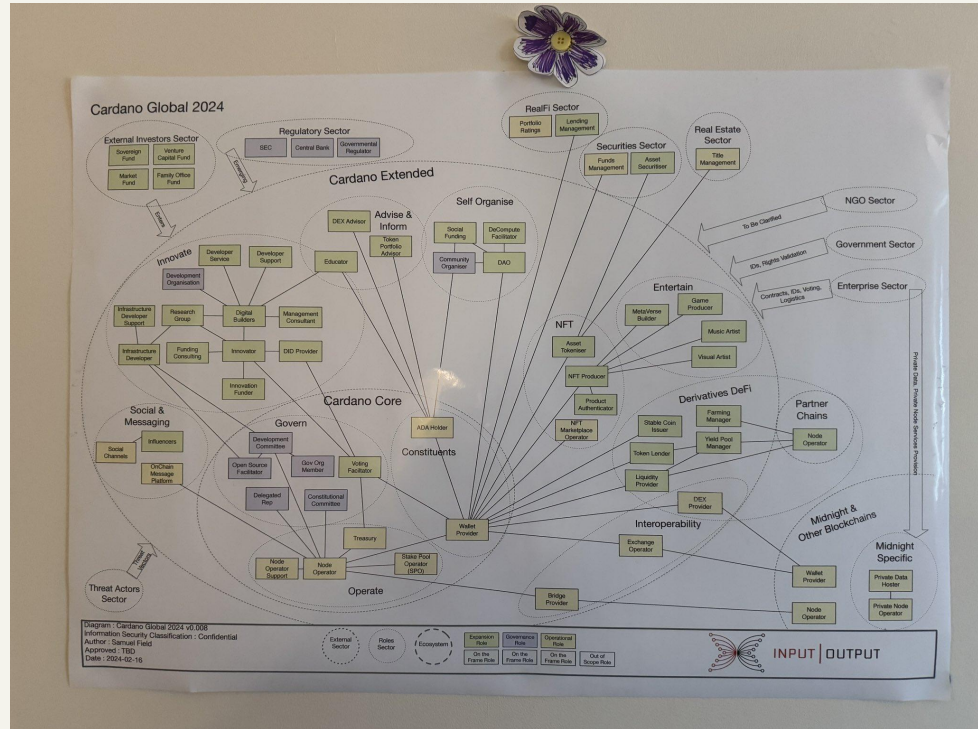 Cardano Global 2024
External Investors Sector
Sovereign
Fund
Venture
Capital Fund
Market
Fund
Family Office
Fund
Enters
Regulatory Sector
SEC
Central Bank
Governmental
Regulator
Emerging
RealFi Sector
Portfolio
Ratings
Lending
Management
Securities Sector
Funds
Management
Asset
Securitiser
Real Estate
Sector
Title
Management
NGO Sector
To Be Clarified
Government Sector
IDs, Rights Validation
Enterprise Sector
Contracts, IDs, Voting,
Logistics
Private Data, Private Node Services Provision
Cardano Extended
Innovate
Developer
Service
Developer
Support
Development
Organisation
Educator
Infrastructure
Developer
Support
Research
Group
Digital
Builders
Management
Consultant
Infrastructure
Developer
Funding
Consulting
Innovator
DID Provider
Innovation
Funder
Advise &
Inform
DEX Advisor
Token
Portfolio
Advisor
Self Organise
Social
Funding
DeCompute
Facilitator
Community
Organiser
DAO
NFT
Asset
Tokeniser
NFT Producer
Product
Authenticator
NFT
Marketplace
Operator
Entertain
MetaVerse
Builder
Game
Producer
Music Artist
Visual Artist
Derivatives DeFi
Stable Coin
Issuer
Farming
Manager
Token Lender
Yield Pool
Manager
Liquidity
Provider
DEX
Provider
Partner
Chains
Node
Operator
Social &
Messaging
Social
Channels
Influencers
OnChain
Message
Platform
Cardano Core
Govern
Development
Committee
Open Source
Facilitator
Gov Org
Member
Voting
Facilitator
Delegated
Rep
Constitutional
Committee
ADA Holder
Constituents
Wallet
Provider
Treasury
Node
Operator
Support
Node
Operator
Stake Pool
Operator
(SPO)
Operate
Interoperability
Exchange
Operator
Bridge
Provider
Midnight &
Other Blockchains
Wallet
Provider
Node
Operator
Midnight
Specific
Private Data
Hoster
Private Node
Operator
Threat Actors
Sector
Threat
Vectors
Diagram : Cardano Global 2024 v0.008
Information Security Classification : Confidential
Author : Samuel Field
Approved : TBD
Date : 2024-02-16
External
Sector
Roles
Sector
Ecosystem
Expansion
Role
Governance
Role
Operational
Role
On the
Frame Role
On the
Frame Role
On the
Frame Role
Out of
Scope Role
INPUT | OUTPUT